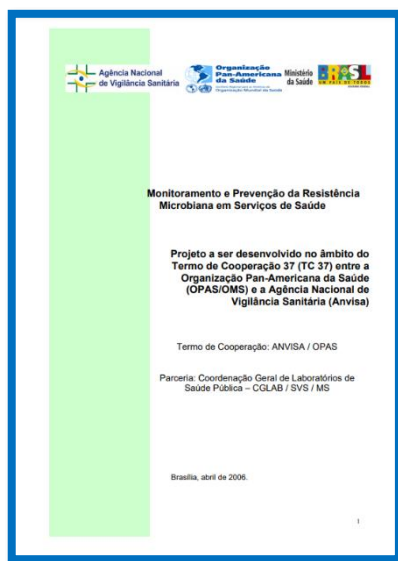 Agência Nacional
de Vigilância Sanitária
Organização
Pan-Americana
da Saúde
Organização Mundial da Saúde
Ministério
da Saúde
BRASIL
UM PAÍS DE TODOS
Monitoramento e Prevenção da Resistência
Microbiana em Serviços de Saúde
Projeto a ser desenvolvido no âmbito do
Termo de Cooperação 37 (TC 37) entre a
Organização Pan-Americana da Saúde
(OPAS/OMS) e a Agência Nacional de
Vigilância Sanitária (Anvisa)
Termo de Cooperação: ANVISA / OPAS
Parceria: Coordenação Geral de Laboratórios de
Saúde Pública – CGLAB / SVS / MS
Brasília, abril de 2006.
1